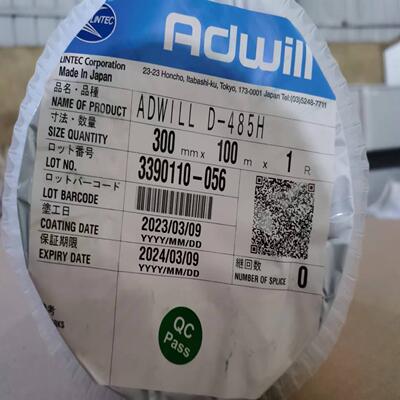 LINTEC
Adwill
LINTEC Corporation
Made In Japan
23-23 Honcho, Itabashi-ku, Tokyo, 173-0001 Japan Tel:(03)5248-7711
品名・品種
NAME OF PRODUCT ADWILL D-485H
寸法・数量
SIZE QUANTITY 300 mm x 100 m x 1 R
ロット番号
LOT NO. 3390110-056
ロットバーコード
LOT BARCODE
塗工日
COATING DATE 2023/03/09
YYYY/MM/DD
保証期限
EXPIRY DATE 2024/03/09
YYYY/MM/DD
継回数
NUMBER OF SPLICE 0
QC
Pass